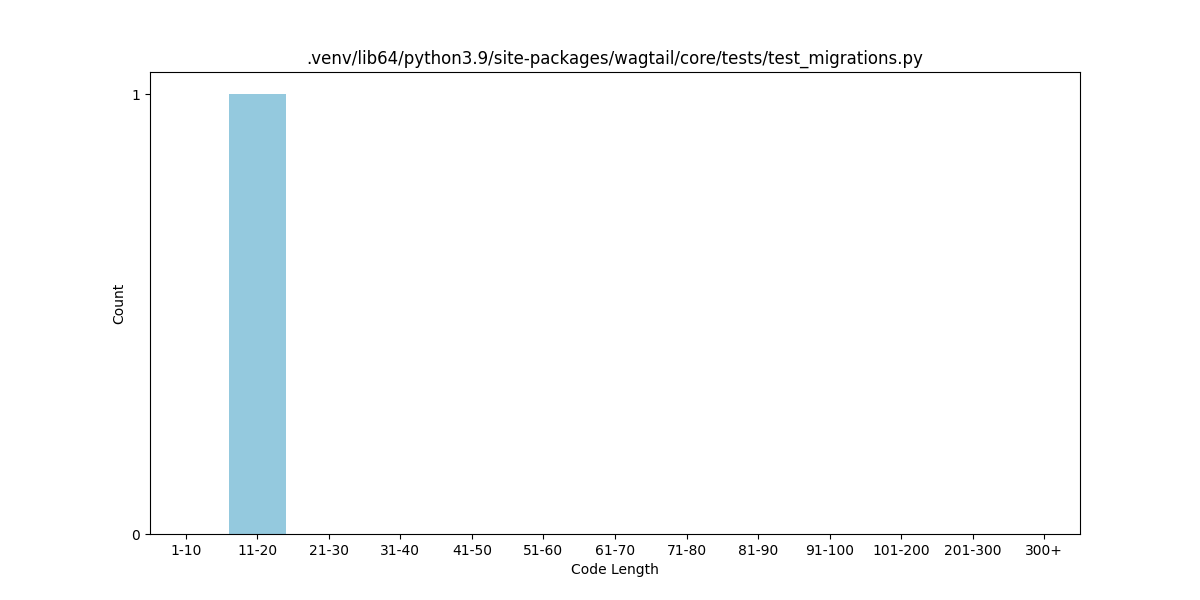 .venv/lib64/python3.9/site-packages/wagtail/core/tests/test_migrations.py
1
Count
0
1-10 11-20 21-30 31-40 41-50 51-60 61-70 71-80 81-90 91-100 101-200 201-300 300+
Code Length